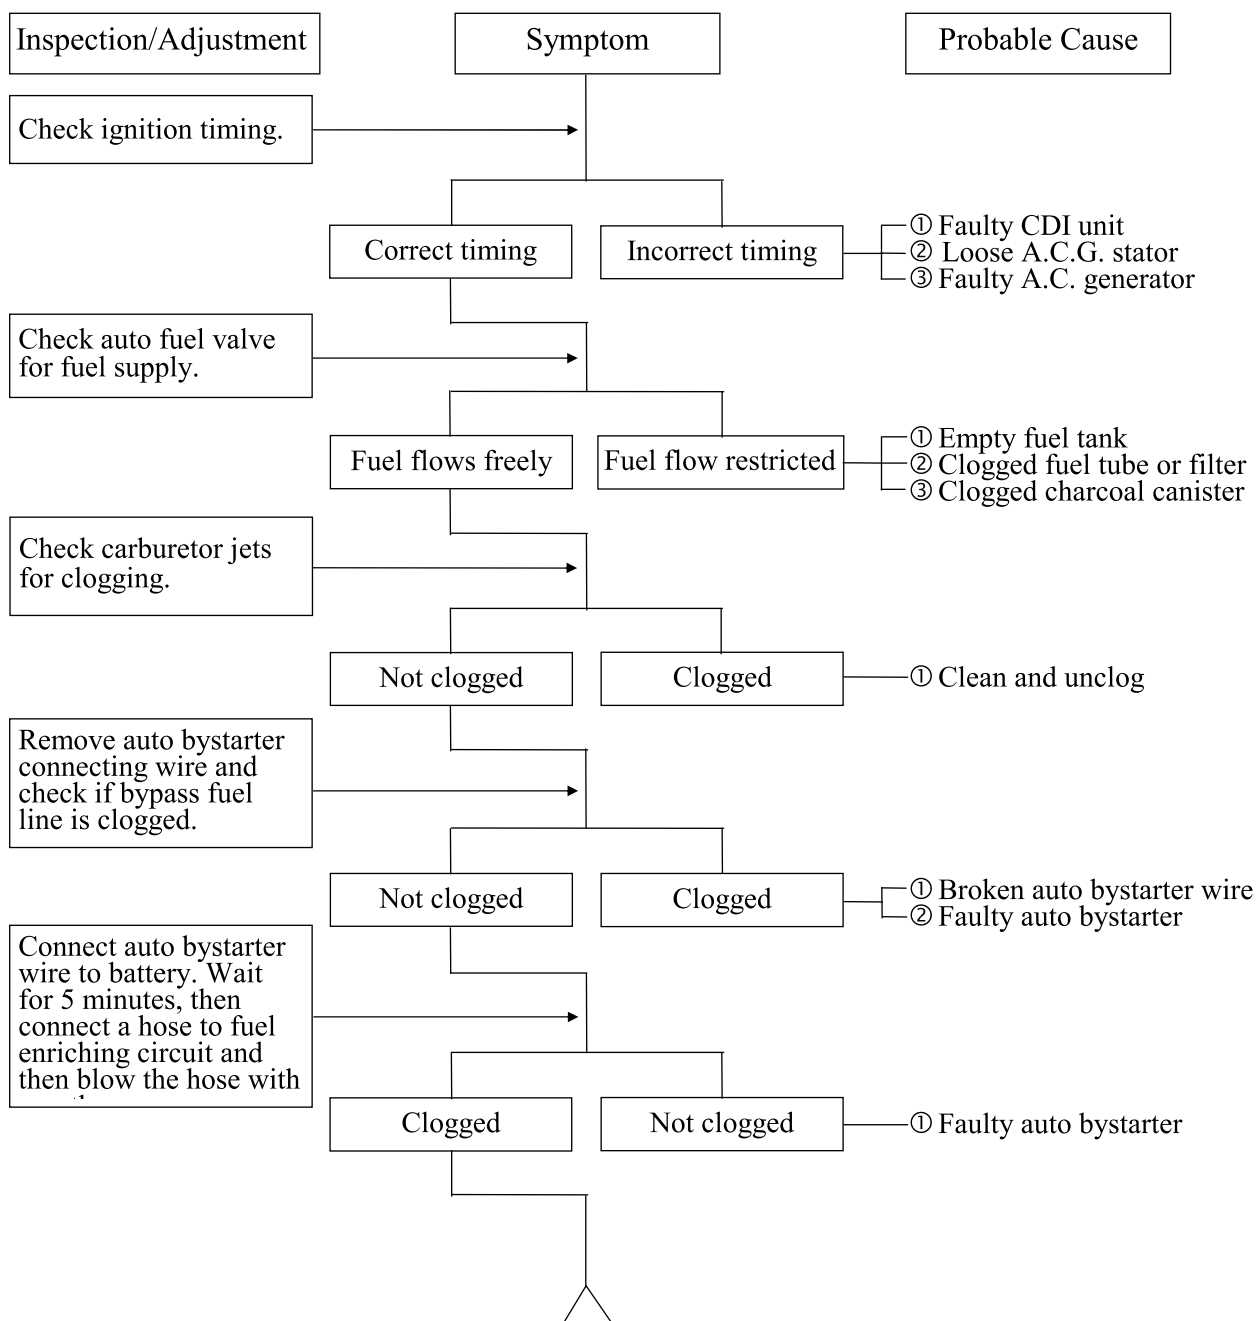 Inspection/Adjustment
Symptom
Probable Cause
Check ignition timing.
Correct timing
Incorrect timing
① Faulty CDI unit
② Loose A.C.G. stator
③ Faulty A.C. generator
Check auto fuel valve
for fuel supply.
Fuel flows freely
Fuel flow restricted
① Empty fuel tank
② Clogged fuel tube or filter
③ Clogged charcoal canister
Check carburetor jets
for clogging.
Not clogged
Clogged
① Clean and unclog
Remove auto bystarter
connecting wire and
check if bypass fuel
line is clogged.
Not clogged
Clogged
① Broken auto bystarter wire
② Faulty auto bystarter
Connect auto bystarter
wire to battery. Wait
for 5 minutes, then
connect a hose to fuel
enriching circuit and
then blow the hose with
Clogged
Not clogged
① Faulty auto bystarter